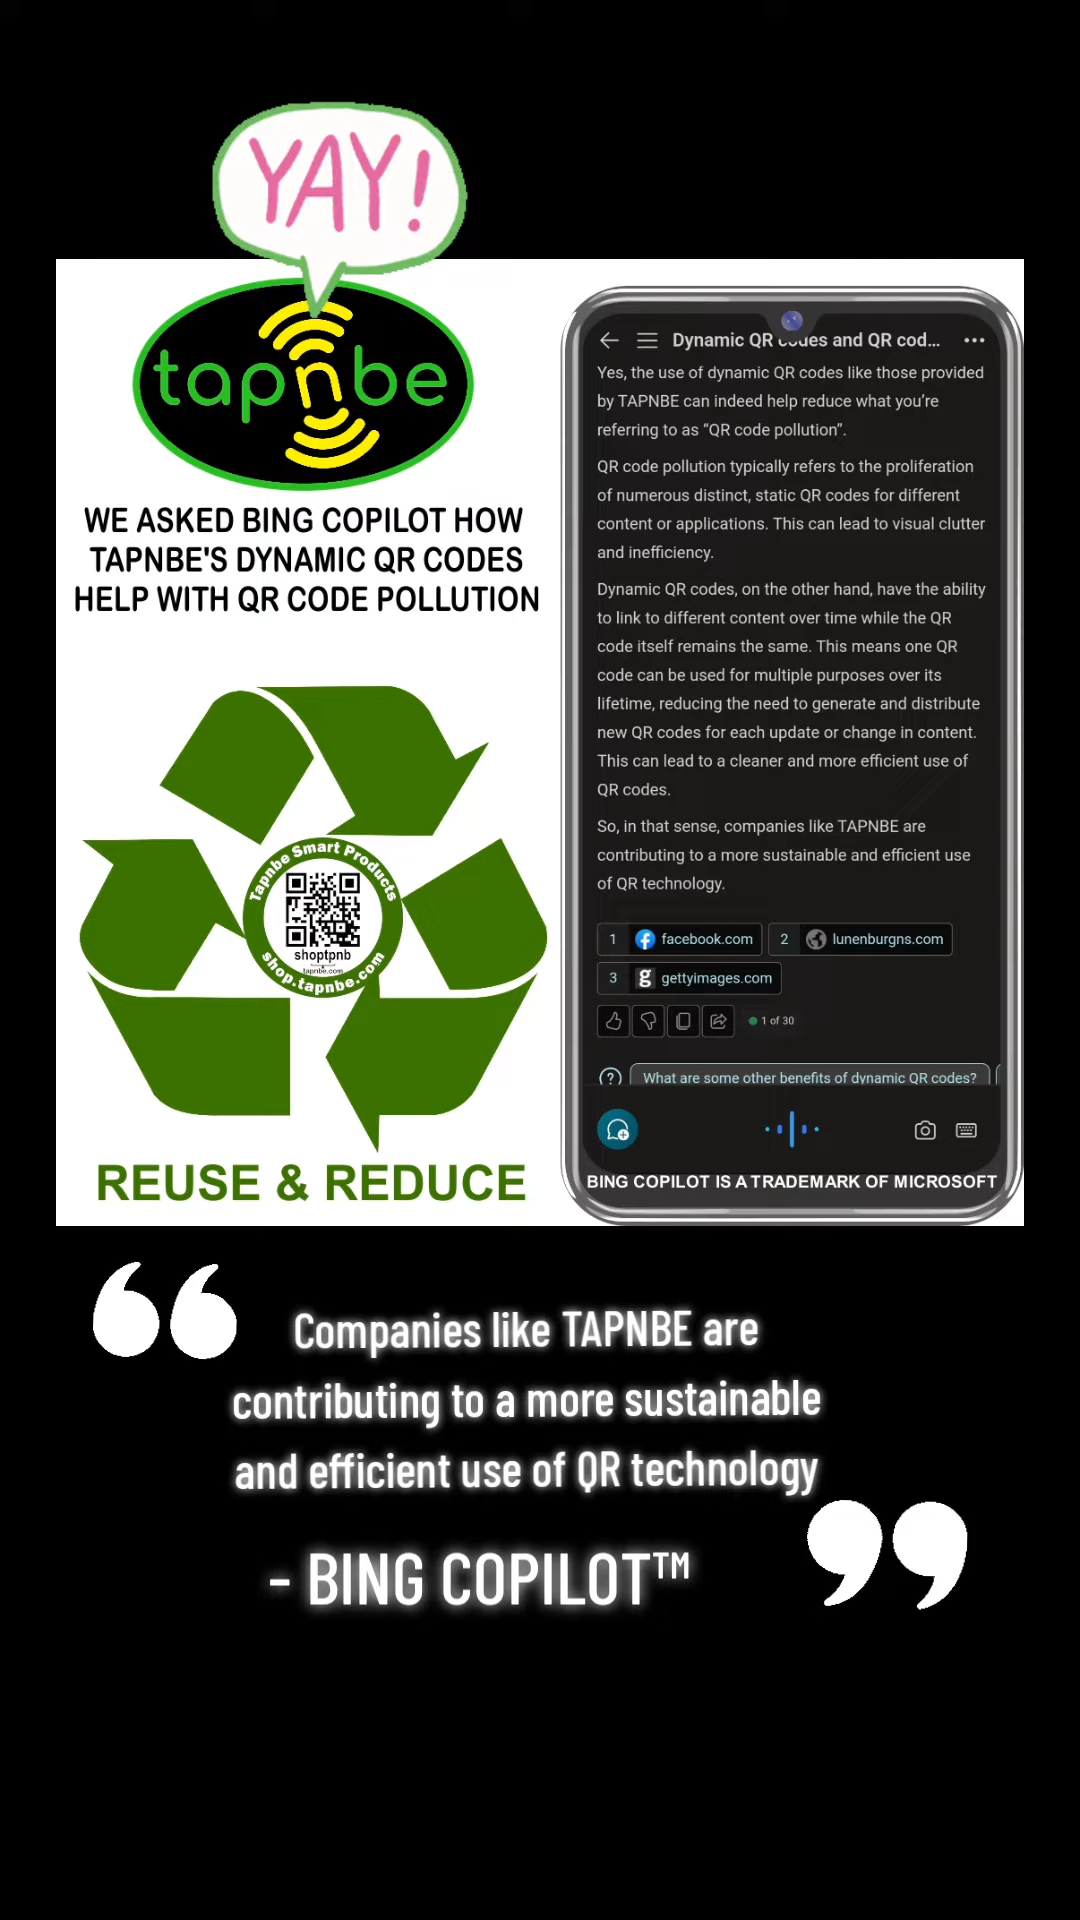 YAY!
tapnbe
WE ASKED BING COPILOT HOW
TAPNBE'S DYNAMIC QR CODES
HELP WITH QR CODE POLLUTION
Tapnbe Smart Products
shoptpnb
tapnbe.com
shop.tapnbe.com
REUSE & REDUCE
Dynamic QR codes and QR cod...
Yes, the use of dynamic QR codes like those provided
by TAPNBE can indeed help reduce what you're
referring to as “QR code pollution”.
QR code pollution typically refers to the proliferation
of numerous distinct, static QR codes for different
content or applications. This can lead to visual clutter
and inefficiency.
Dynamic QR codes, on the other hand, have the ability
to link to different content over time while the QR
code itself remains the same. This means one QR
code can be used for multiple purposes over its
lifetime, reducing the need to generate and distribute
new QR codes for each update or change in content.
This can lead to a cleaner and more efficient use of
QR codes.
So, in that sense, companies like TAPNBE are
contributing to a more sustainable and efficient use
of QR technology.
1 facebook.com 2 lunenburgns.com
3 gettyimages.com
1 of 30
What are some other benefits of dynamic QR codes?
BING COPILOT IS A TRADEMARK OF MICROSOFT
“ Companies like TAPNBE are
contributing to a more sustainable
and efficient use of QR technology ”
- BING COPILOT™